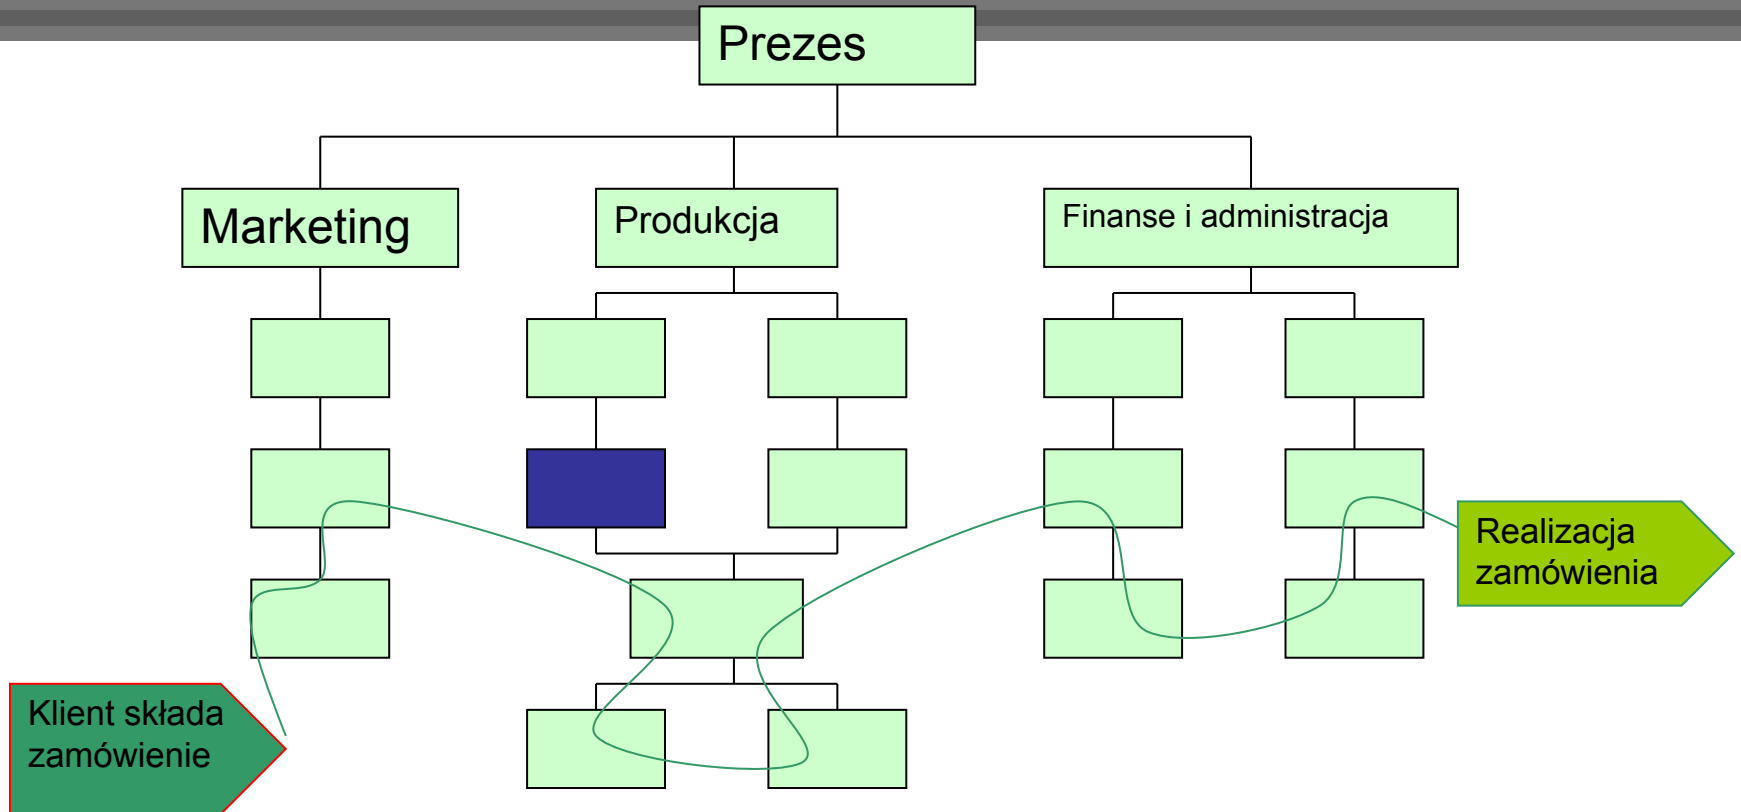 Prezes
Marketing
Produkcja
Finanse i administracja
Realizacja
zamówienia
Klient składa
zamówienie